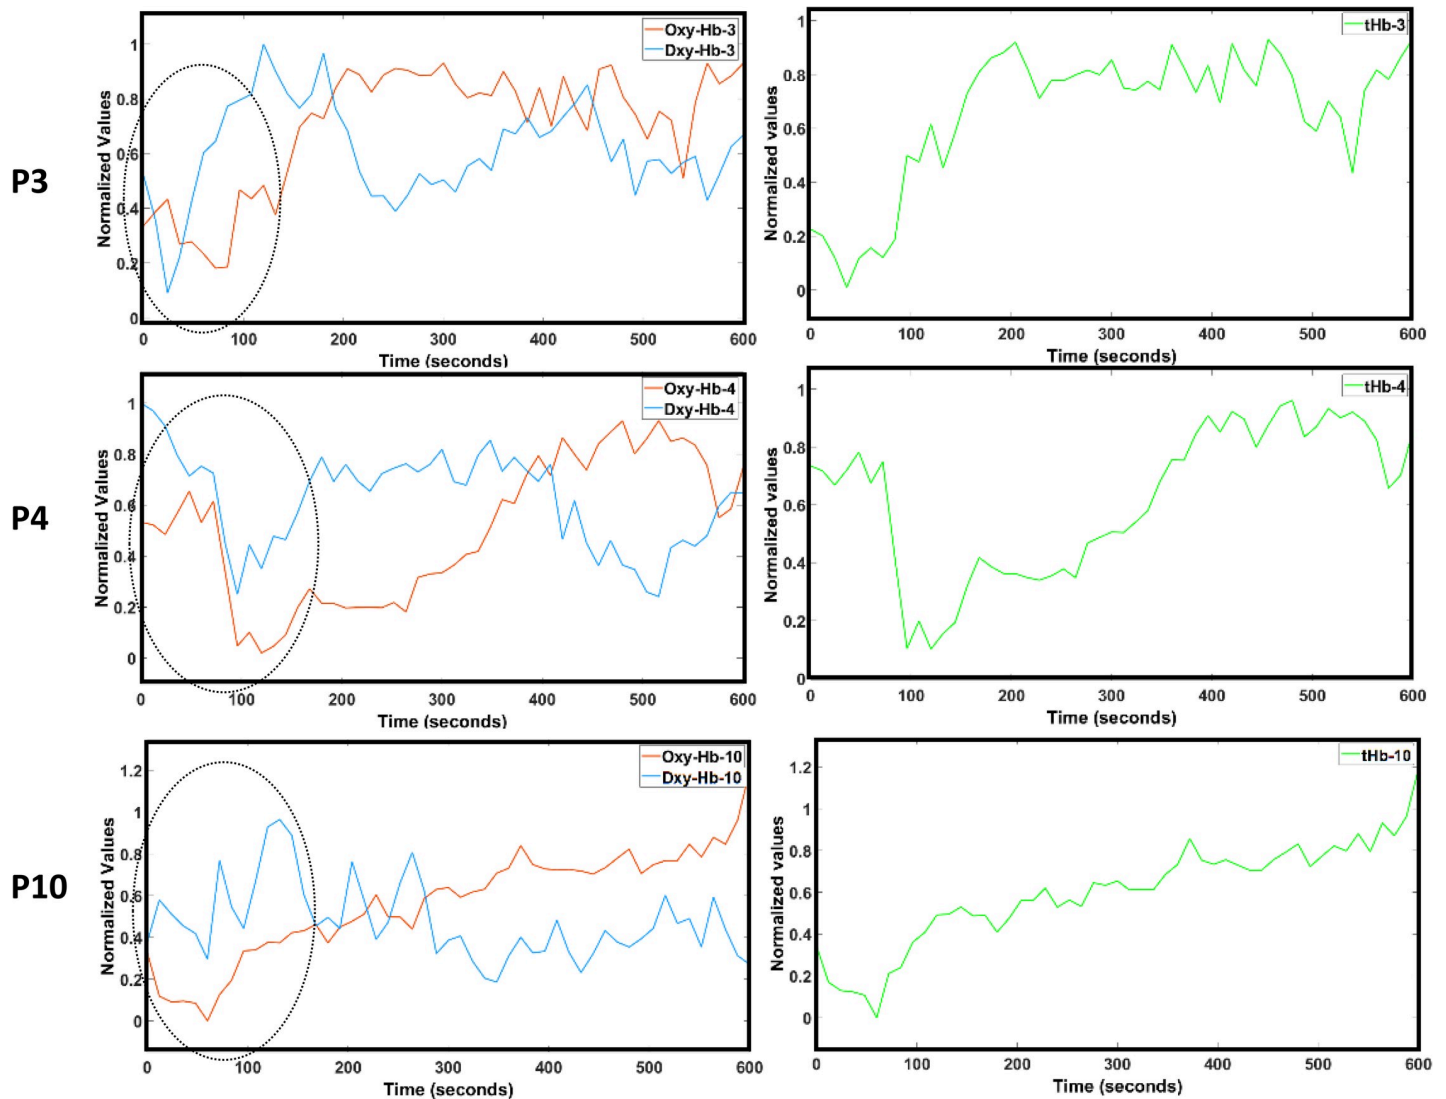 P3
Normalized Values
1
0.8
0.6
0.4
0.2
0
Oxy-Hb-3
Dxy-Hb-3
0 100 200 300 400 500 600
Time (seconds)
Normalized values
1
0.8
0.6
0.4
0.2
0
tHb-3
0 100 200 300 400 500 600
Time (seconds)
P4
Normalized Values
1
0.8
0.6
0.4
0.2
0
Oxy-Hb-4
Dxy-Hb-4
0 100 200 300 400 500 600
Time (seconds)
Normalized values
1
0.8
0.6
0.4
0.2
0
tHb-4
0 100 200 300 400 500 600
Time (seconds)
P10
Normalized Values
1.2
1
0.8
0.6
0.4
0.2
0
Oxy-Hb-10
Dxy-Hb-10
0 100 200 300 400 500 600
Time (seconds)
Normalized values
1.2
1
0.8
0.6
0.4
0.2
0
tHb-10
0 100 200 300 400 500 600
Time (seconds)